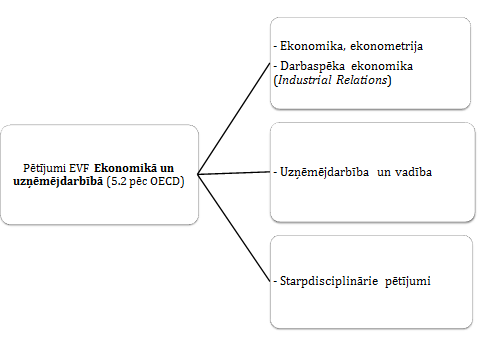 - Ekonomika, ekonometrija
- Darbaspēka ekonomika
(Industrial Relations)
Pētījumi EVF Ekonomikā un
uzņēmējdarbībā (5.2 pēc OECD)
- Uzņēmējdarbība un vadība
- Starpdisciplinārie pētījumi